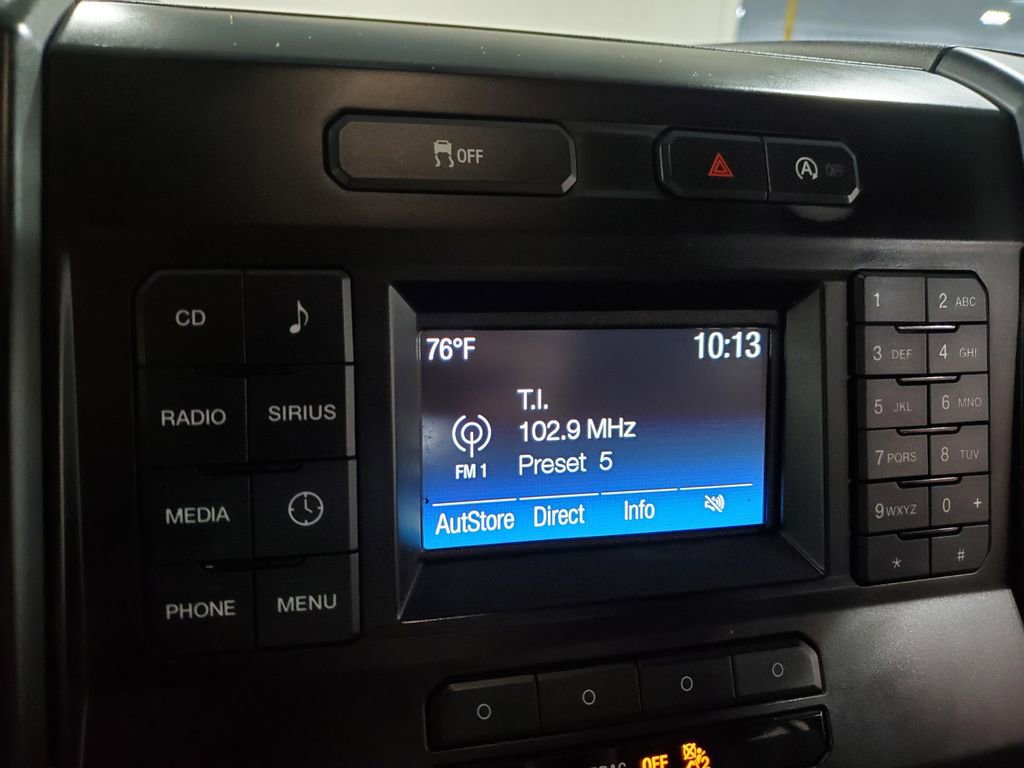 OFF
A OFF
CD
RADIO SIRIUS
MEDIA
PHONE MENU
76°F 10:13
T.I.
102.9 MHz
FM 1 Preset 5
AutStore Direct Info
1 2 ABC
3 DEF 4 GHI
5 JKL 6 MNO
7 PQRS 8 TUV
9 WXYZ 0 +
* #
OFF